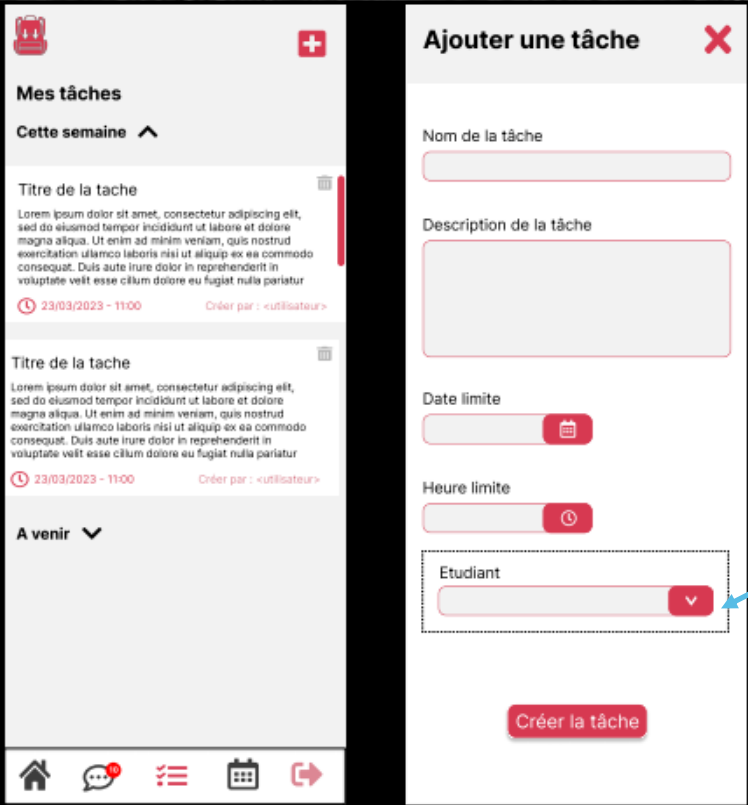 Mes tâches
Cette semaine
Titre de la tache
Lorem ipsum dolor sit amet, consectetur adipiscing elit,
sed do eiusmod tempor incididunt ut labore et dolore
magna aliqua. Ut enim ad minim veniam, quis nostrud
exercitation ullamco laboris nisi ut aliquip ex ea commodo
consequat. Duis aute irure dolor in reprehenderit in
voluptate velit esse cillum dolore eu fugiat nulla pariatur
23/03/2023 - 11:00
Créer par : <utilisateur>
Titre de la tache
Lorem ipsum dolor sit amet, consectetur adipiscing elit,
sed do eiusmod tempor incididunt ut labore et dolore
magna aliqua. Ut enim ad minim veniam, quis nostrud
exercitation ullamco laboris nisi ut aliquip ex ea commodo
consequat. Duis aute irure dolor in reprehenderit in
voluptate velit esse cillum dolore eu fugiat nulla pariatur
23/03/2023 - 11:00
Créer par : <utilisateur>
A venir
10
Ajouter une tâche
Nom de la tâche
Description de la tâche
Date limite
Heure limite
Etudiant
Créer la tâche